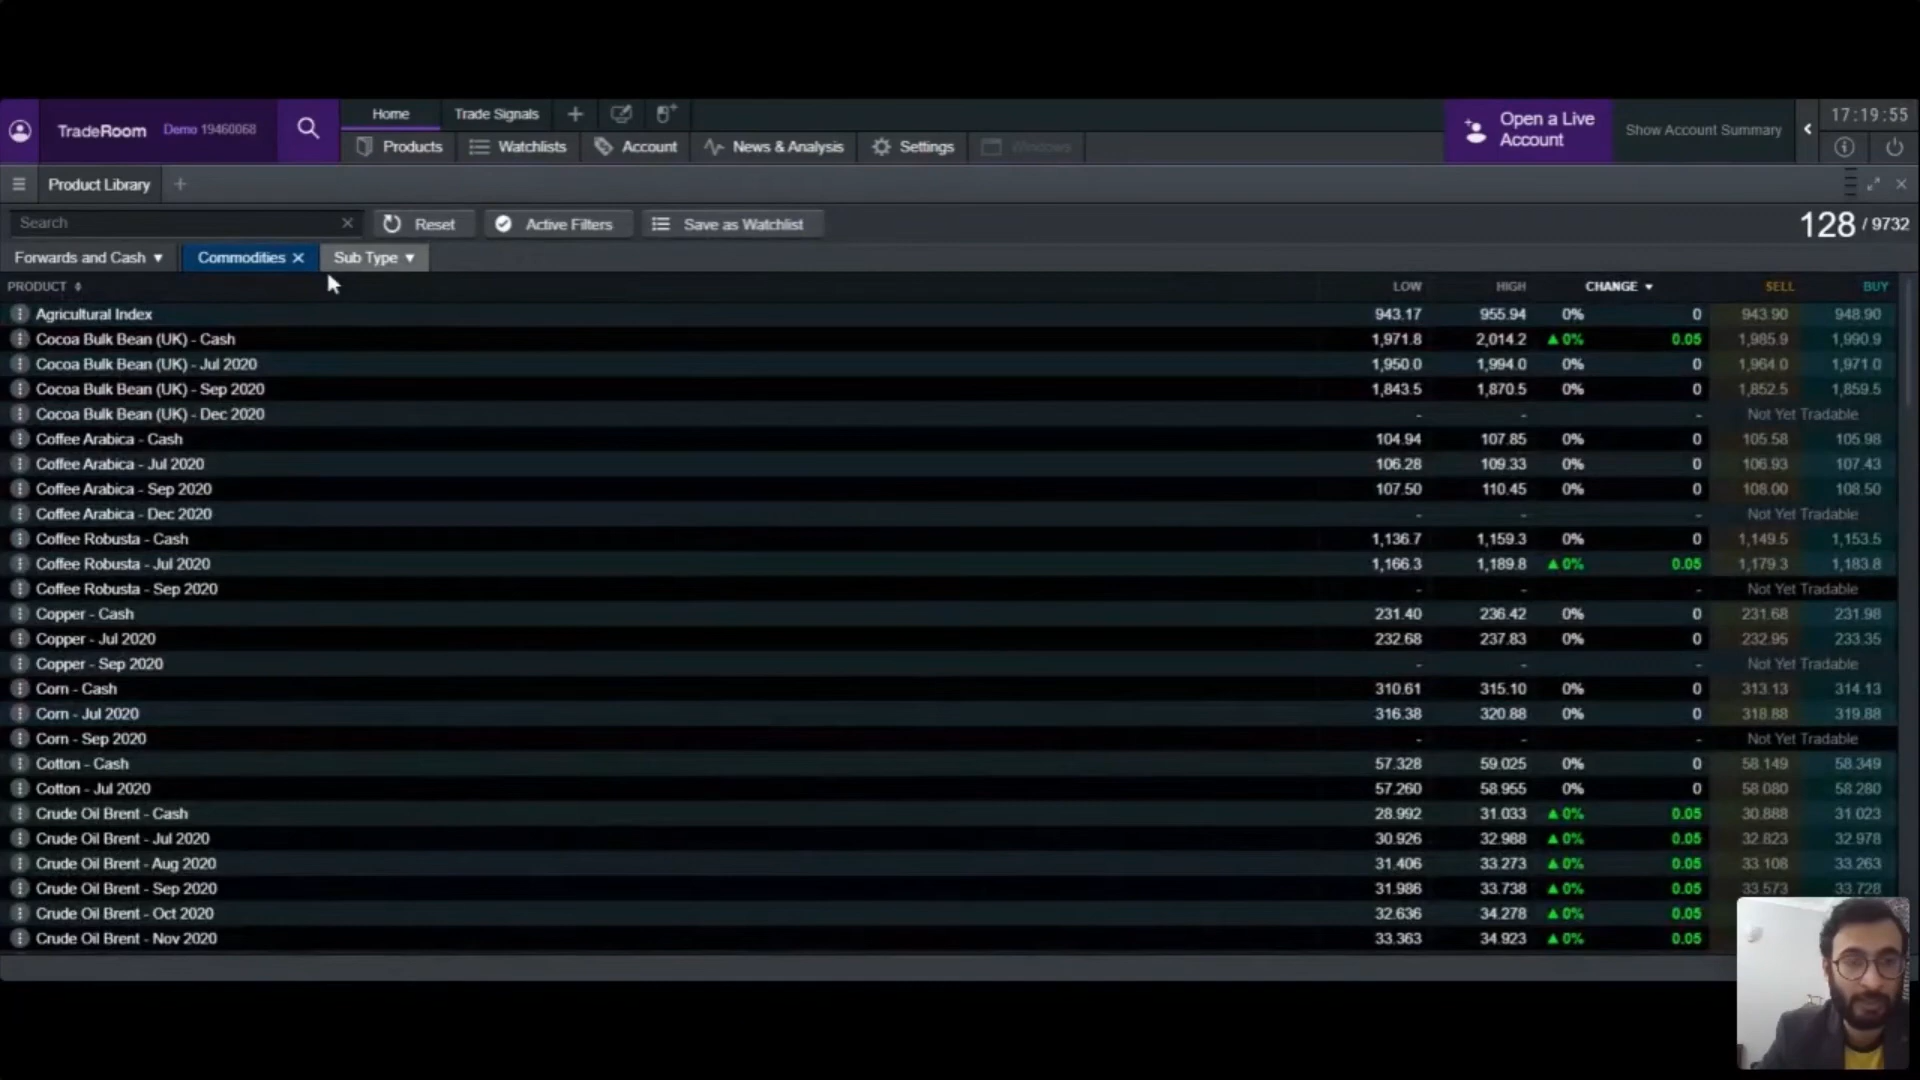 TradeRoom Demo 19460068 Home Trade Signals Open a Live Account Show Account Summary 17:19:55
Products Watchlists Account News & Analysis Settings Windows
Product Library
Search Reset Active Filters Save as Watchlist 128 / 9732
Forwards and Cash Commodities Sub Type
PRODUCT LOW HIGH CHANGE SELL BUY
Agricultural Index 943.17 955.94 0% 0 943.90 948.90
Cocoa Bulk Bean (UK) - Cash 1,971.8 2,014.2 ▲0% 0.05 1,985.9 1,990.9
Cocoa Bulk Bean (UK) - Jul 2020 1,950.0 1,994.0 0% 0 1,964.0 1,971.0
Cocoa Bulk Bean (UK) - Sep 2020 1,843.5 1,870.5 0% 0 1,852.5 1,859.5
Cocoa Bulk Bean (UK) - Dec 2020 - - - Not Yet Tradable
Coffee Arabica - Cash 104.94 107.85 0% 0 105.58 105.98
Coffee Arabica - Jul 2020 106.28 109.33 0% 0 106.93 107.43
Coffee Arabica - Sep 2020 107.50 110.45 0% 0 108.00 108.50
Coffee Arabica - Dec 2020 - - - Not Yet Tradable
Coffee Robusta - Cash 1,136.7 1,159.3 0% 0 1,149.5 1,153.5
Coffee Robusta - Jul 2020 1,166.3 1,189.8 ▲0% 0.05 1,179.3 1,183.8
Coffee Robusta - Sep 2020 - - - Not Yet Tradable
Copper - Cash 231.40 236.42 0% 0 231.68 231.98
Copper - Jul 2020 232.68 237.83 0% 0 232.95 233.35
Copper - Sep 2020 - - - Not Yet Tradable
Corn - Cash 310.61 315.10 0% 0 313.13 314.13
Corn - Jul 2020 316.38 320.88 0% 0 318.88 319.88
Corn - Sep 2020 - - - Not Yet Tradable
Cotton - Cash 57.328 59.025 0% 0 58.149 58.349
Cotton - Jul 2020 57.260 58.955 0% 0 58.080 58.280
Crude Oil Brent - Cash 28.992 31.033 ▲0% 0.05 30.888 31.023
Crude Oil Brent - Jul 2020 30.926 32.988 ▲0% 0.05 32.823 32.978
Crude Oil Brent - Aug 2020 31.406 33.273 ▲0% 0.05 33.108 33.263
Crude Oil Brent - Sep 2020 31.986 33.738 ▲0% 0.05 33.573 33.728
Crude Oil Brent - Oct 2020 32.636 34.278 ▲0% 0.05
Crude Oil Brent - Nov 2020 33.363 34.923 ▲0% 0.05